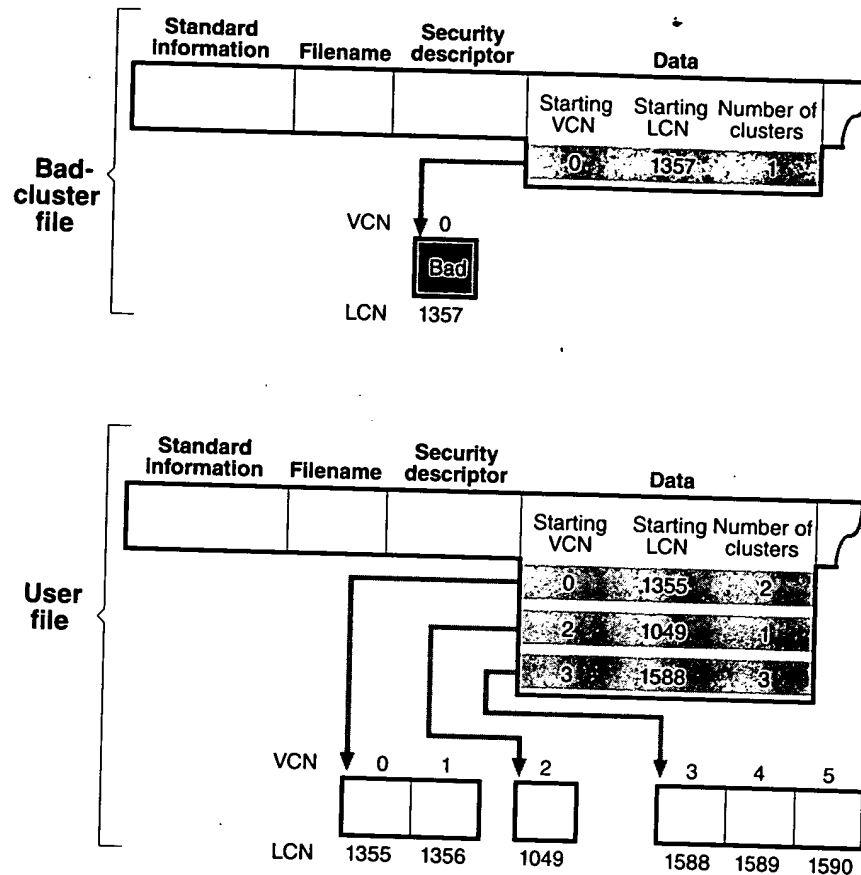 Standard information Filename Security descriptor Data
Starting VCN Starting LCN Number of clusters
0 1357 1
Bad-cluster file
VCN 0
Bad
LCN 1357
Standard information Filename Security descriptor Data
Starting VCN Starting LCN Number of clusters
0 1355 2
2 1049 1
3 1588 3
User file
VCN 0 1 2 3 4 5
LCN 1355 1356 1049 1588 1589 1590